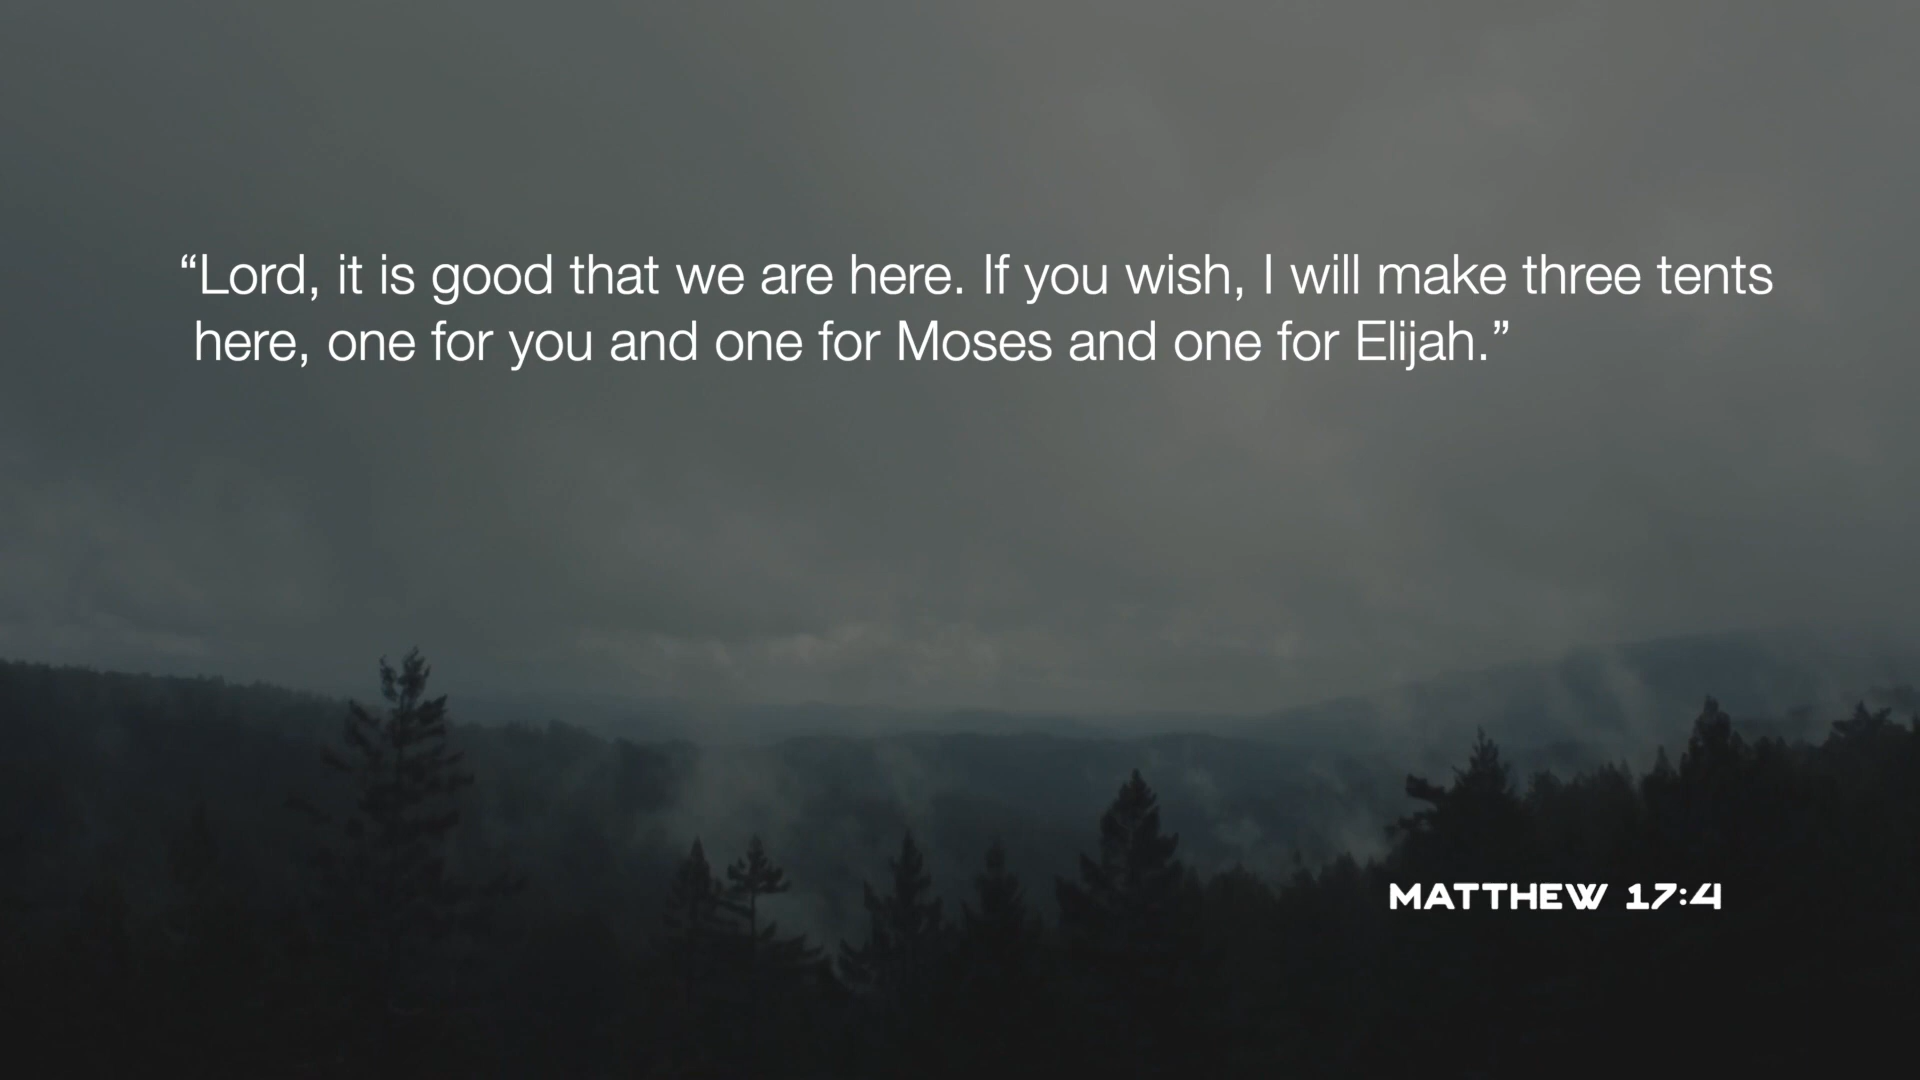 “Lord, it is good that we are here. If you wish, I will make three tents
here, one for you and one for Moses and one for Elijah.”
MATTHEW 17:4